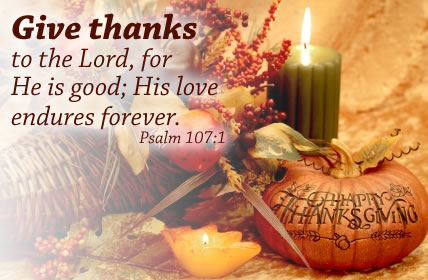 Give thanks
to the Lord, for
He is good; His love
endures forever.
Psalm 107:1
HAPPY
THANKSGIVING